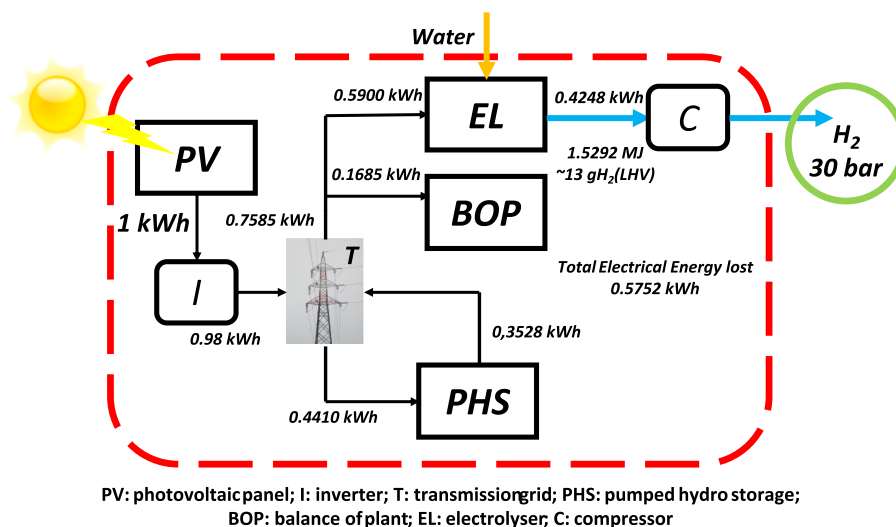 Water
0.5900 kWh
EL
0.4248 kWh
C
H₂
30 bar
1.5292 MJ
~13 gH₂(LHV)
PV
0.1685 kWh
BOP
1 kWh
0.7585 kWh
T
Total Electrical Energy lost
0.5752 kWh
I
0.98 kWh
0,3528 kWh
PHS
0.4410 kWh
PV: photovoltaic panel; I: inverter; T: transmission grid; PHS: pumped hydro storage;
BOP: balance of plant; EL: electrolyser; C: compressor